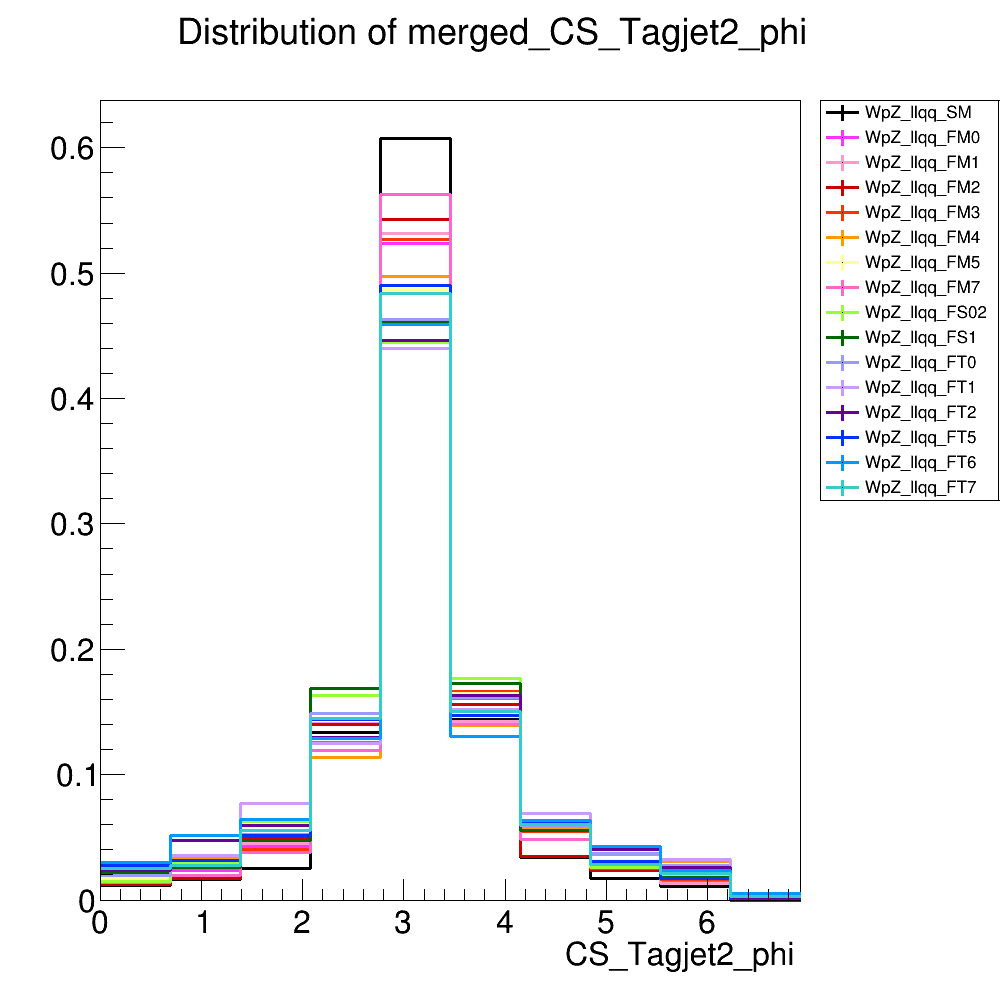 Distribution of merged_CS_Tagjet2_phi
WpZ_llqq_SM
WpZ_llqq_FM0
WpZ_llqq_FM1
WpZ_llqq_FM2
WpZ_llqq_FM3
WpZ_llqq_FM4
WpZ_llqq_FM5
WpZ_llqq_FM7
WpZ_llqq_FS02
WpZ_llqq_FS1
WpZ_llqq_FT0
WpZ_llqq_FT1
WpZ_llqq_FT2
WpZ_llqq_FT5
WpZ_llqq_FT6
WpZ_llqq_FT7
0.6
0.5
0.4
0.3
0.2
0.1
0
0 1 2 3 4 5 6
CS_Tagjet2_phi